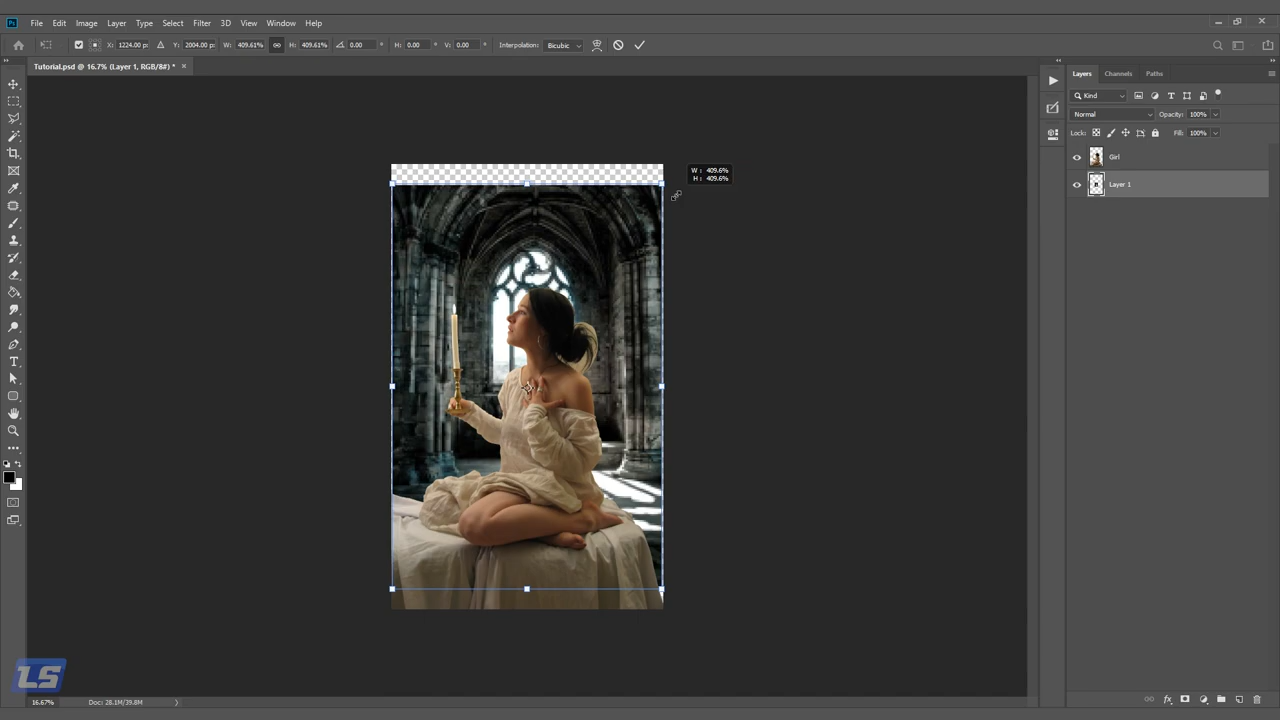 Ps File Edit Image Layer Type Select Filter 3D View Window Help
X: 1224.00 p: Y: 2004.00 p: W: 409.61% H: 409.61% 0.00 ° H: 0.00 ° V: 0.00 ° Interpolation: Bicubic
Tutorial.psd @ 16.7% (Layer 1, RGB/8#) * ×
Layers Channels Paths
Kind
Normal Opacity: 100%
Lock: Fill: 100%
Girl
Layer 1
W : 409.6%
H : 409.6%
LS
16.67% Doc: 28.1M/39.8M